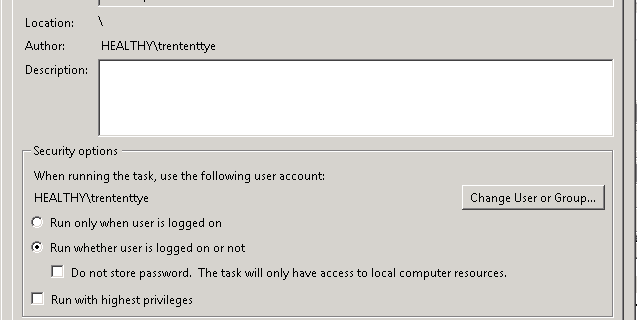 Location: \
Author: HEALTHY\trententtye
Description:
Security options
When running the task, use the following user account:
HEALTHY\trententtye
Change User or Group...
Run only when user is logged on
Run whether user is logged on or not
Do not store password. The task will only have access to local computer resources.
Run with highest privileges